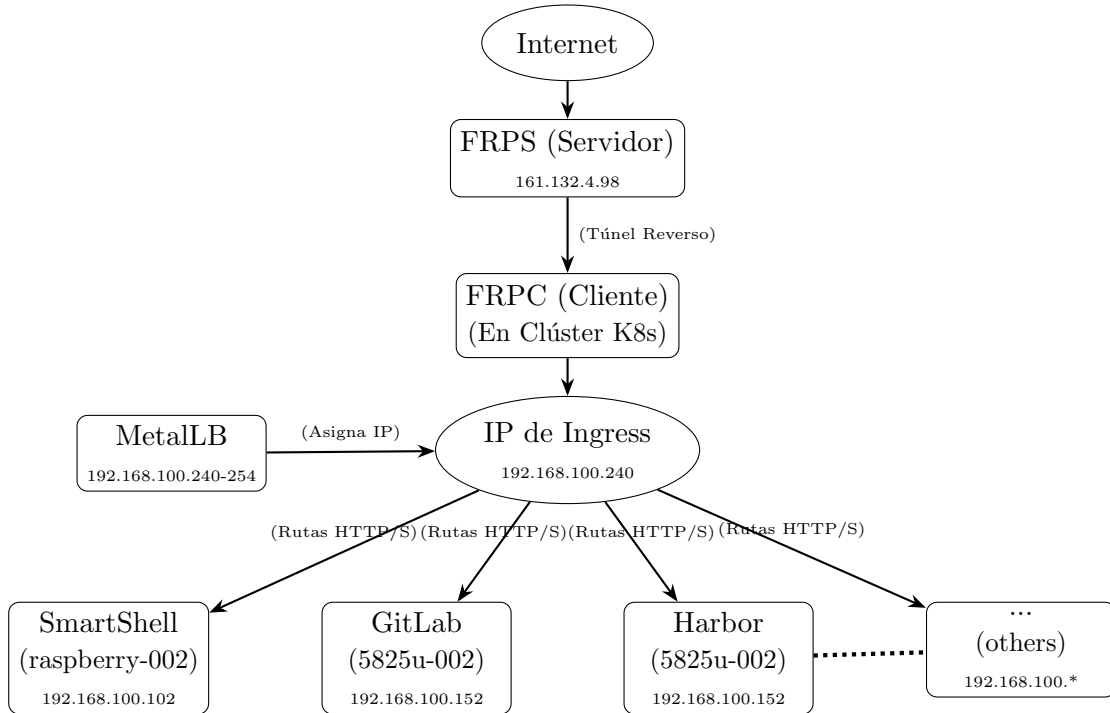 Internet
FRPS (Servidor)
161.132.4.98
(Túnel Reverso)
FRPC (Cliente)
(En Clúster K8s)
MetalLB
192.168.100.240-254
(Asigna IP)
IP de Ingress
192.168.100.240
(Rutas HTTP/S)
(Rutas HTTP/S)
(Rutas HTTP/S)
(Rutas HTTP/S)
SmartShell
(raspberry-002)
192.168.100.102
GitLab
(5825u-002)
192.168.100.152
Harbor
(5825u-002)
192.168.100.152
...
(others)
192.168.100.*